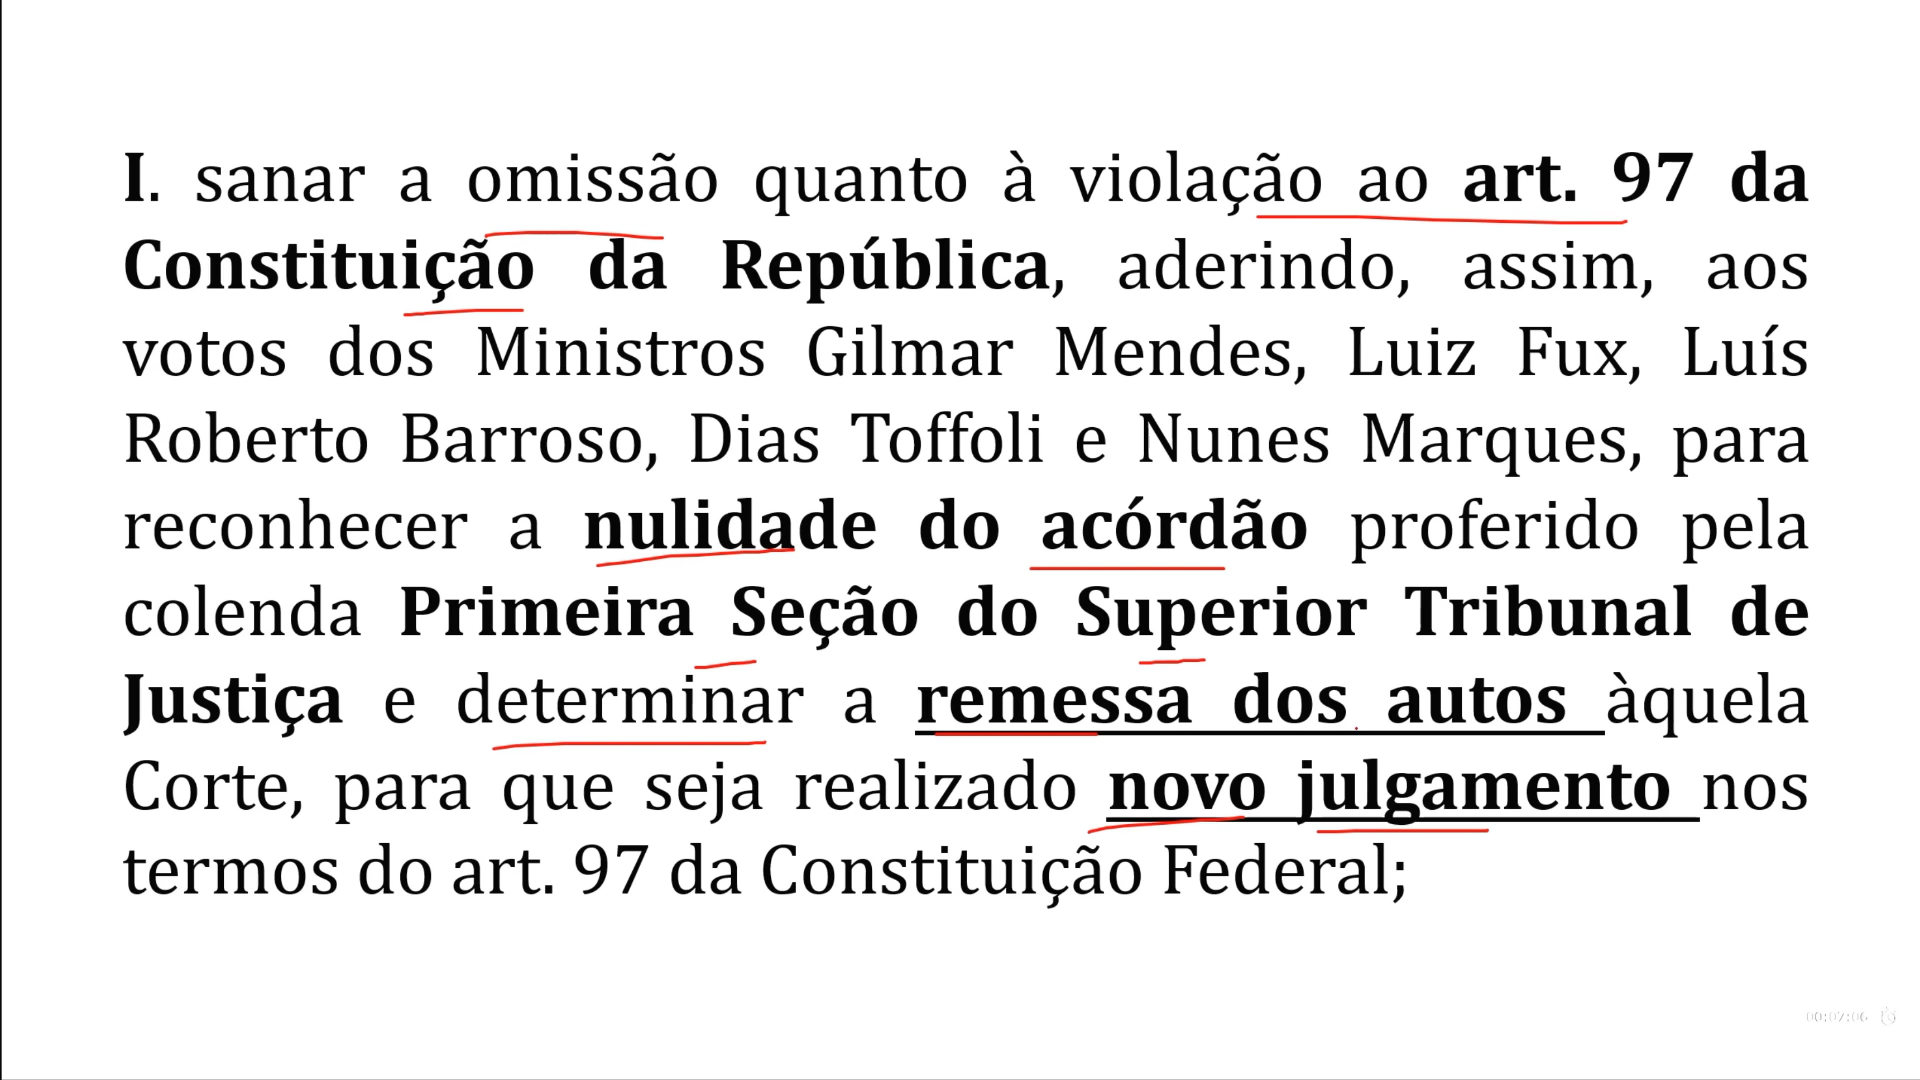 I. sanar a omissão quanto à violação ao art. 97 da
Constituição da República, aderindo, assim, aos
votos dos Ministros Gilmar Mendes, Luiz Fux, Luís
Roberto Barroso, Dias Toffoli e Nunes Marques, para
reconhecer a nulidade do acórdão proferido pela
colenda Primeira Seção do Superior Tribunal de
Justiça e determinar a remessa dos autos àquela
Corte, para que seja realizado novo julgamento nos
termos do art. 97 da Constituição Federal;
00:07:06